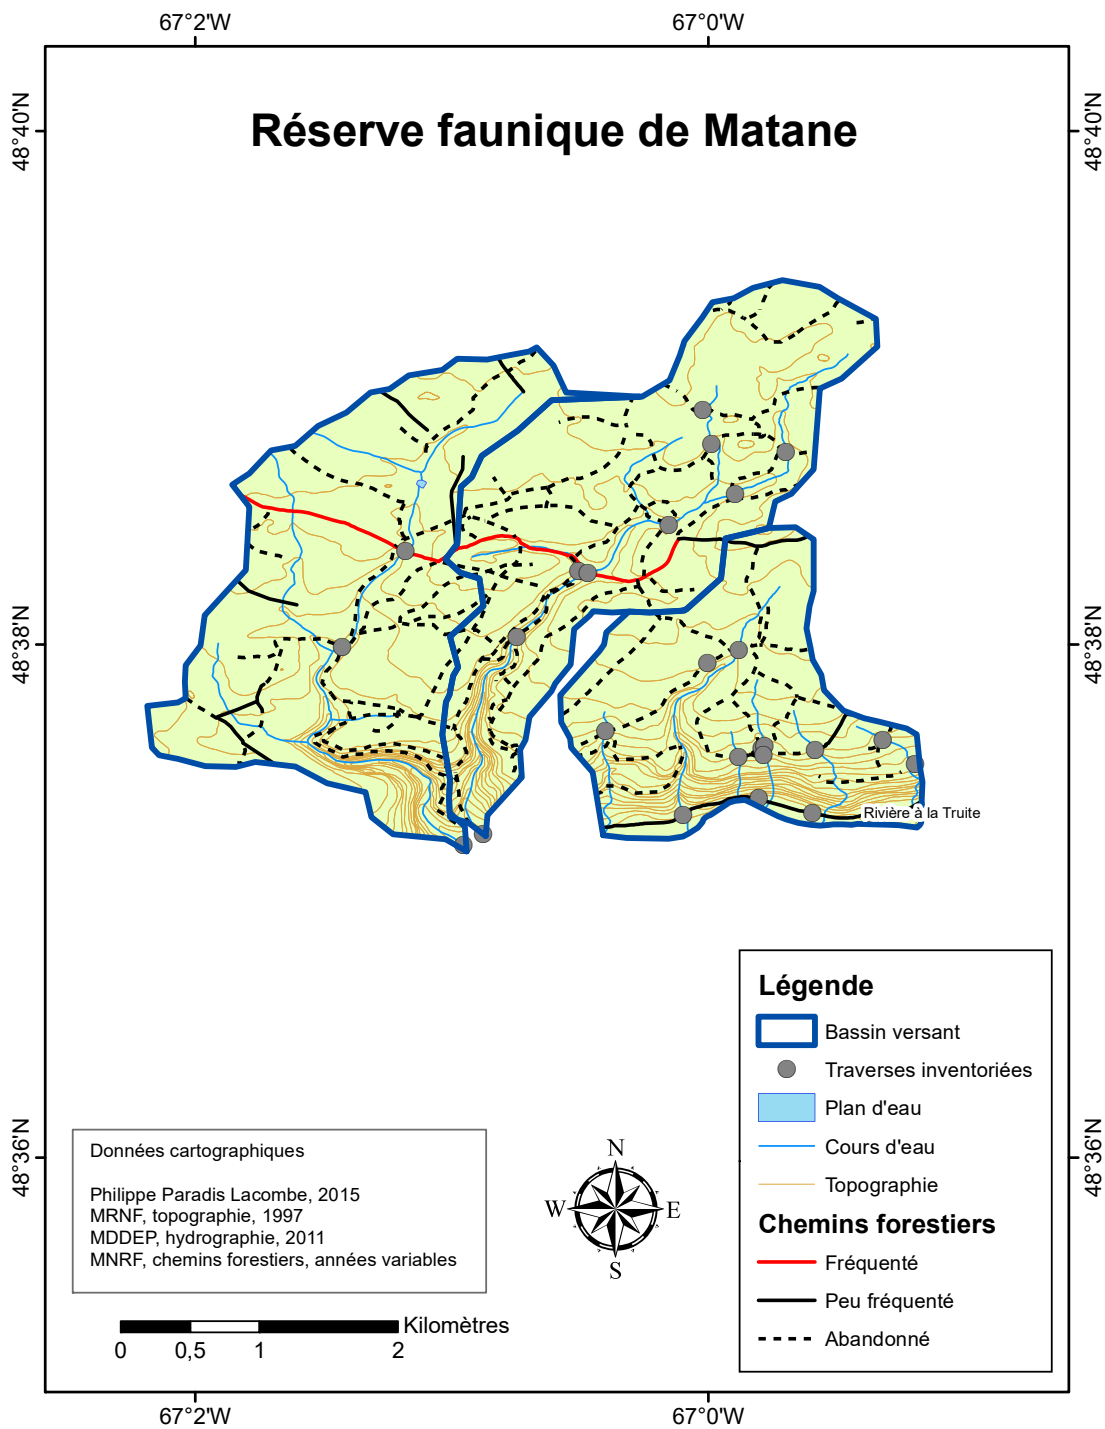 67°2'W
67°0'W
48°40'N
48°40'N
Réserve faunique de Matane
48°38'N
48°38'N
Rivière à la Truite
Légende
Bassin versant
Traverses inventoriées
Plan d'eau
Cours d'eau
Topographie
Chemins forestiers
Fréquenté
Peu fréquenté
Abandonné
48°36'N
48°36'N
Données cartographiques
Philippe Paradis Lacombe, 2015
MRNF, topographie, 1997
MDDEP, hydrographie, 2011
MNRF, chemins forestiers, années variables
N
W
E
S
Kilomètres
0 0,5 1 2
67°2'W
67°0'W